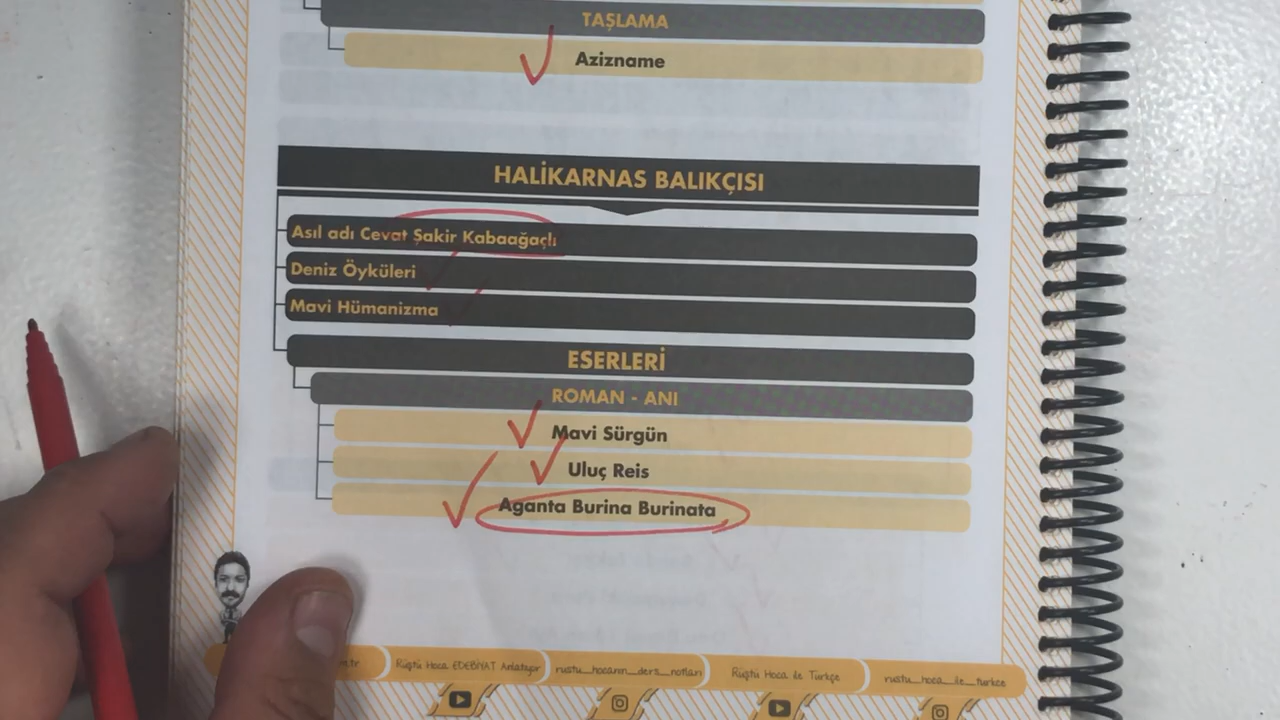 TAŞLAMA
Azizname
HALİKARNAS BALIKÇISI
Asıl adı Cevat Şakir Kabaağaçlı
Deniz Öyküleri
Mavi Hümanizma
ESERLERİ
ROMAN - ANI
Mavi Sürgün
Uluç Reis
Aganta Burina Burinata
Rüştü Hoca EDEBİYAT Anlatıyor
rustu_hocanın_ders_notları
Rüştü Hoca ile Türkçe
rustu_hoca_ile_turkce